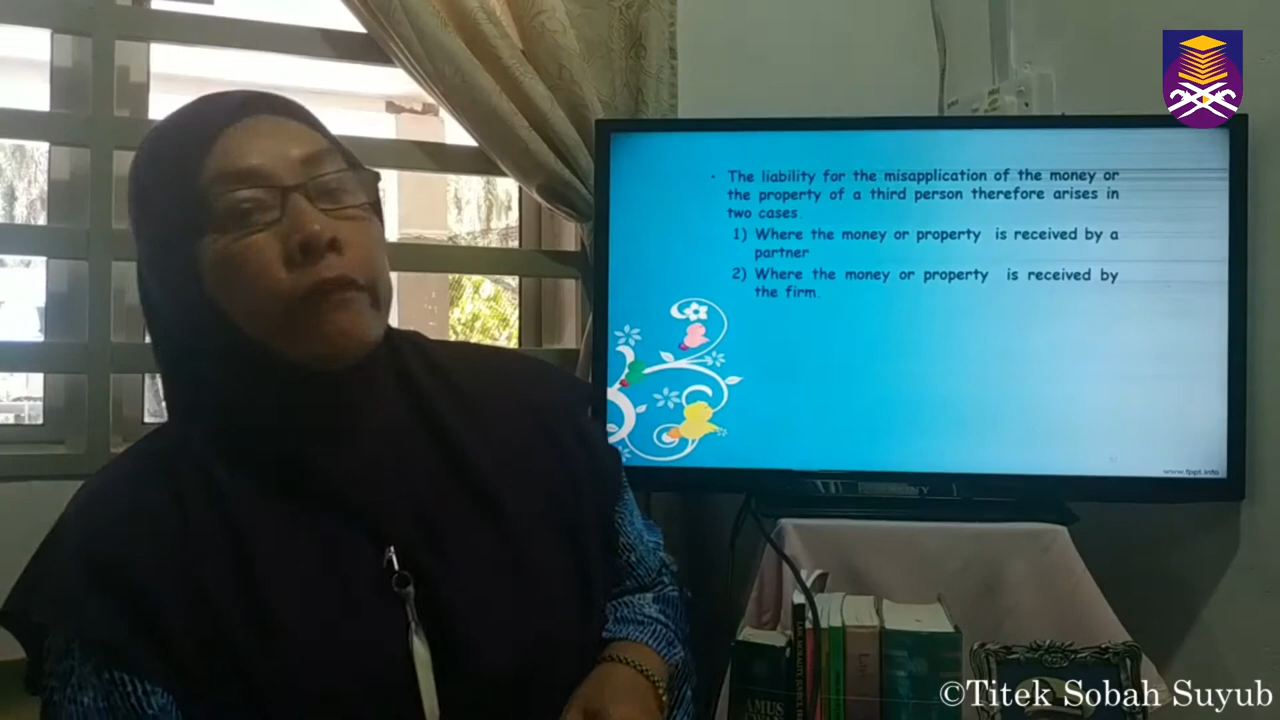 • The liability for the misapplication of the money or
the property of a third person therefore arises in
two cases.
1) Where the money or property is received by a
partner
2) Where the money or property is received by
the firm.
www.fppt.info
©Titek Sobah Suyub